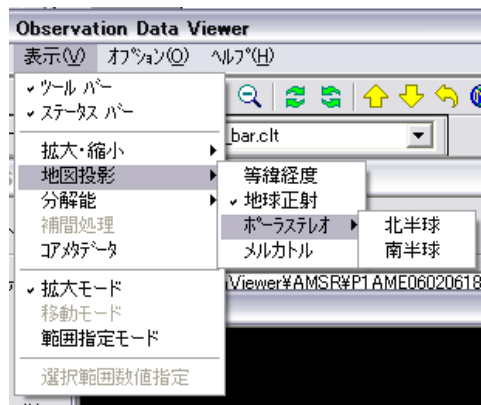 Observation Data Viewer
表示(V) オプション(O) ヘルプ(H)
ツール バー
ステータス バー
_bar.clt
拡大・縮小
地図投影
等緯経度
分解能
地球正射
補間処理
ポーラステレオ
北半球
コアメタデータ
メルカトル
南半球
拡大モード
Viewer¥AMSR¥P1AME06020618
移動モード
範囲指定モード
選択範囲数値指定